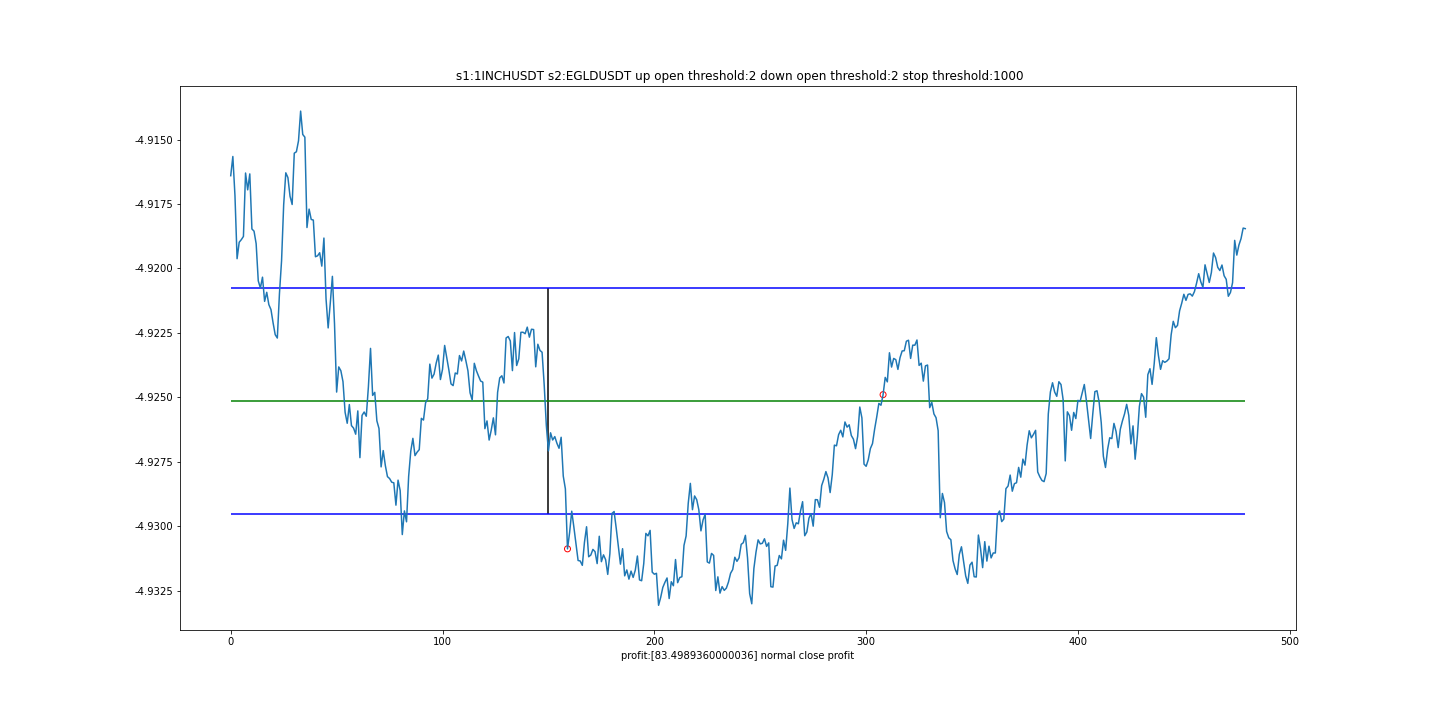 s1:1INCHUSDT s2:EGLDUSDT up open threshold:2 down open threshold:2 stop threshold:1000
-4.9150
-4.9175
-4.9200
-4.9225
-4.9250
-4.9275
-4.9300
-4.9325
0 100 200 300 400 500
profit:[83.4989360000036] normal close profit